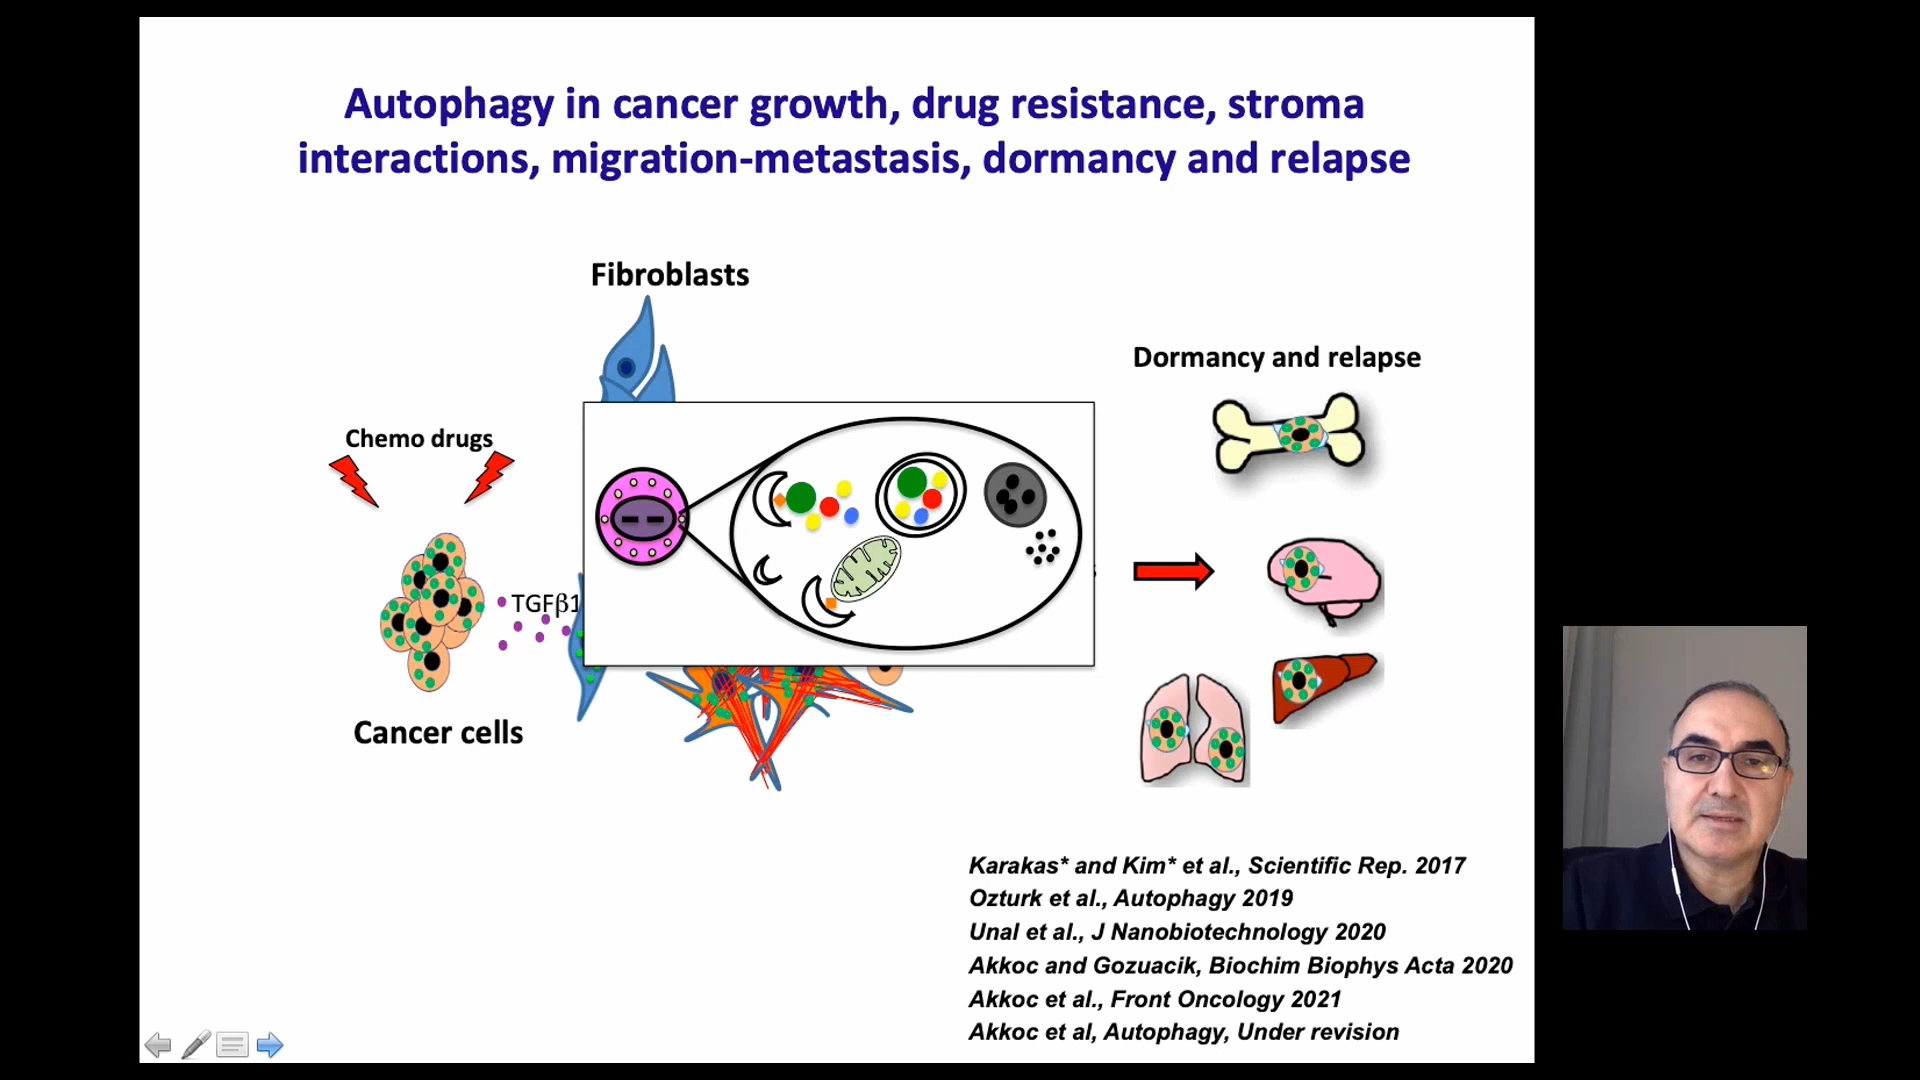 Autophagy in cancer growth, drug resistance, stroma
interactions, migration-metastasis, dormancy and relapse
Fibroblasts
Dormancy and relapse
Chemo drugs
TGFβ1
Cancer cells
Karakas* and Kim* et al., Scientific Rep. 2017
Ozturk et al., Autophagy 2019
Unal et al., J Nanobiotechnology 2020
Akkoc and Gozuacik, Biochim Biophys Acta 2020
Akkoc et al., Front Oncology 2021
Akkoc et al, Autophagy, Under revision